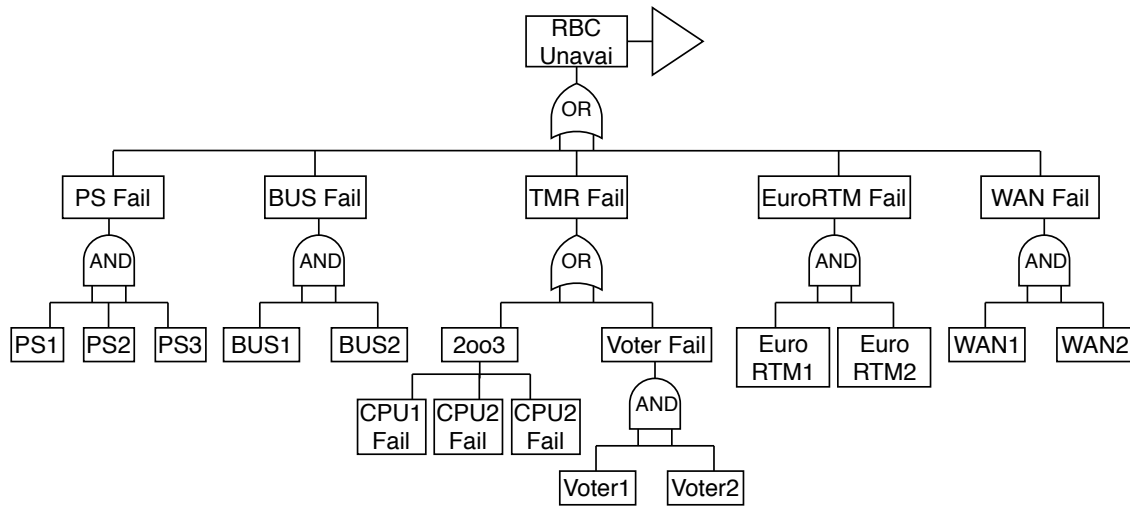 RBC
Unavai
OR
PS Fail
BUS Fail
TMR Fail
EuroRTM Fail
WAN Fail
AND
AND
OR
AND
AND
PS1
PS2
PS3
BUS1
BUS2
2oo3
Voter Fail
Euro
RTM1
Euro
RTM2
WAN1
WAN2
CPU1
Fail
CPU2
Fail
CPU2
Fail
AND
Voter1
Voter2